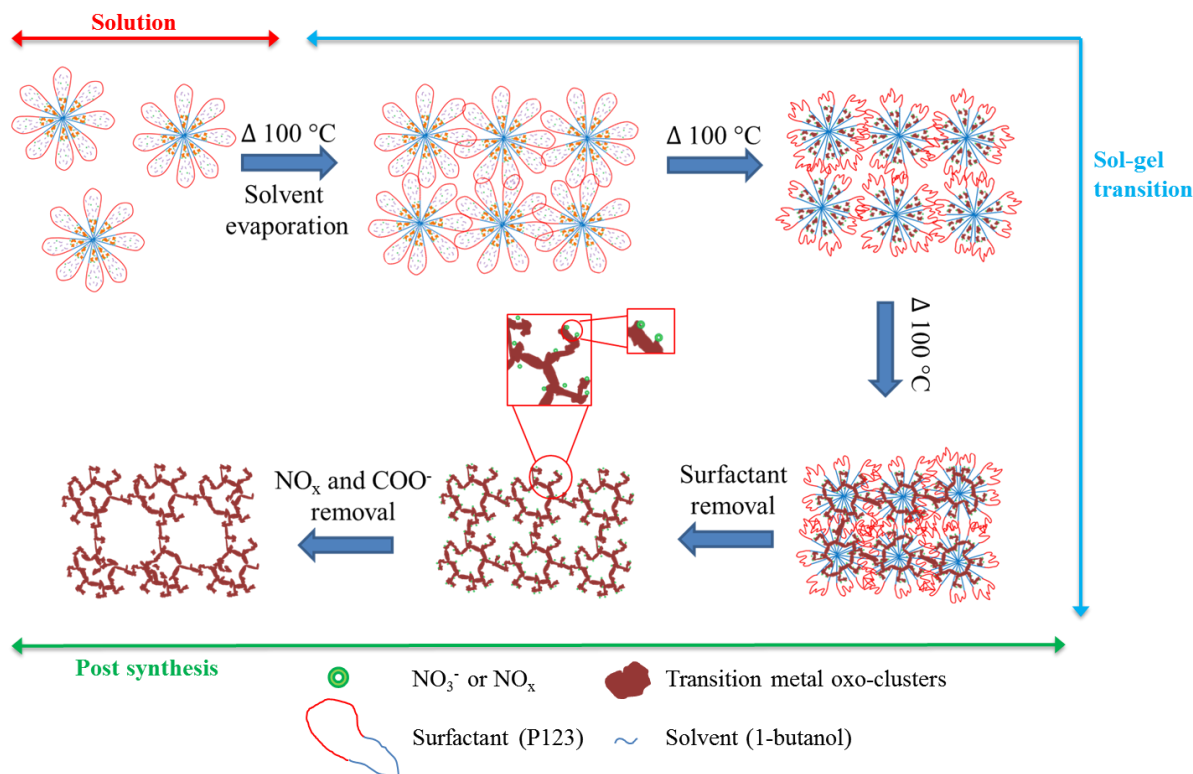 Solution
Δ 100 °C
Solvent
evaporation
Δ 100 °C
Sol-gel
transition
Δ 100 °C
Surfactant
removal
NOₓ and COO⁻
removal
Post synthesis
NO₃⁻ or NOₓ
Transition metal oxo-clusters
Surfactant (P123)
Solvent (1-butanol)